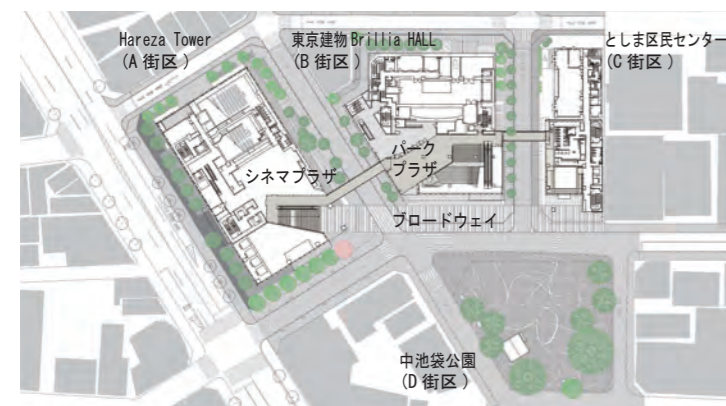 Hareza Tower
（A 街区 ）
東京建物 Brillia HALL
（B 街区 ）
としま区民センター
（C 街区 ）
シネマプラザ
パーク
プラザ
ブロードウェイ
中池袋公園
（D 街区 ）